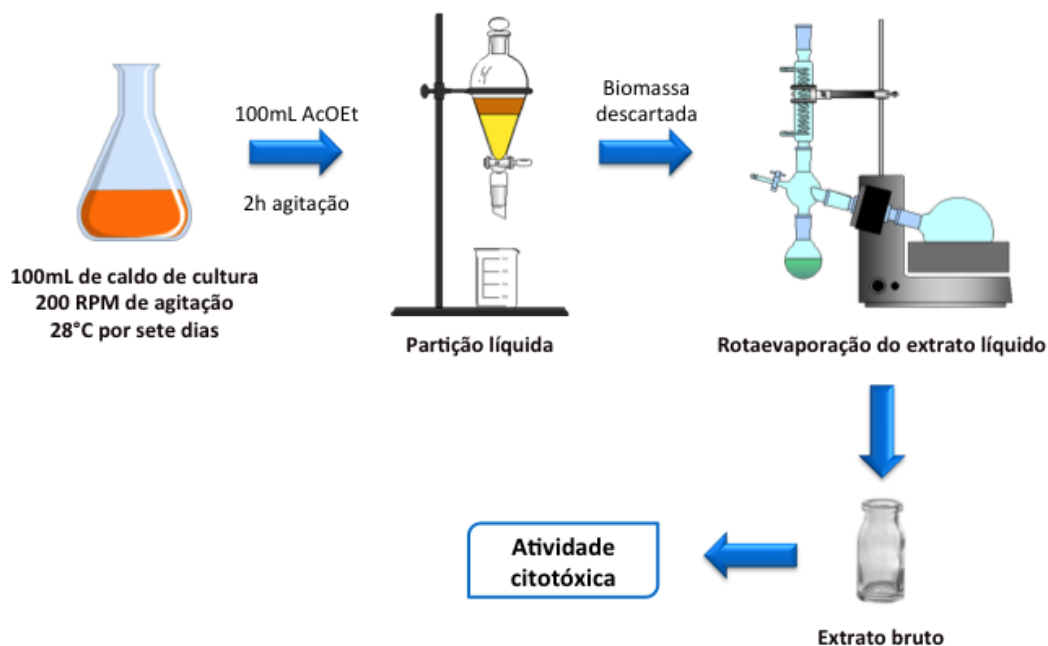 100mL AcOEt
2h agitação
Biomassa
descartada
100mL de caldo de cultura
200 RPM de agitação
28°C por sete dias
Partição líquida
Rotaevaporação do extrato líquido
Atividade
citotóxica
Extrato bruto